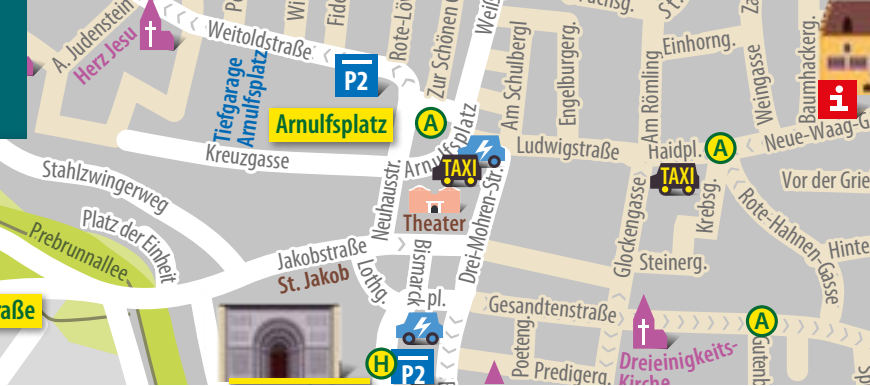 A. Judenstein
Herz Jesu
Weitoldstraße
Tiefgarage
Arnulfsplatz
P2
Arnulfsplatz
Kreuzgasse
Stahlzwingerweg
Platz der Einheit
Prebrunnallee
raße
Jakobstraße
St. Jakob
Lothg.
Neuhausstr.
Zur Schönen
A
Arnulfsplatz
TAXI
Theater
Bismarck
pl.
Drei-Mohren-Str.
H
P2
Am Schulbergl
Engelburgerg.
Ludwigstraße
Einhorng.
Am Römling
Haidpl.
A
TAXI
Weingasse
Baumhackerg.
i
Neue-Waag-G
Vor der Grie
Krebsg.
Glockengasse
Steinerg.
Rote-Hahnen-Gasse
Hinte
Gesandtenstraße
A
Poeteng.
Predigerg.
Dreieinigkeits-
Kirche
Gutenb